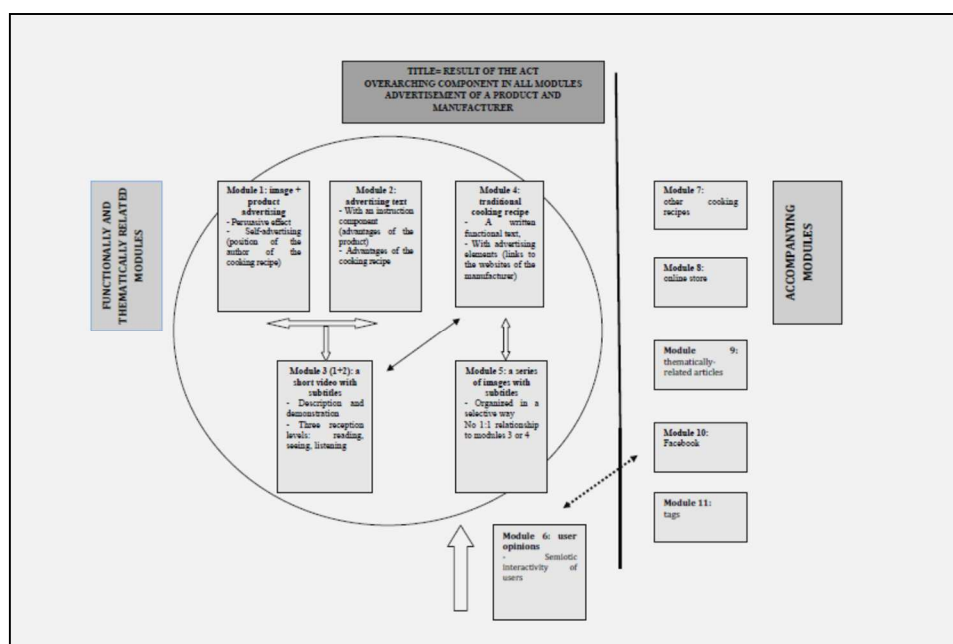 TITLE= RESULT OF THE ACT
OVERARCHING COMPONENT IN ALL MODULES
ADVERTISEMENT OF A PRODUCT AND
MANUFACTURER
FUNCTIONALLY AND
THEMATICALLY RELATED
MODULES
Module 1: image +
product
advertising
- Persuasive effect
- Self-advertising
(position of the
author of the
cooking recipe)
Module 2:
advertising text
- With an instruction
component
(advantages of the
product)
- Advantages of the
cooking recipe
Module 4:
traditional
cooking recipe
- A written
functional text,
- With advertising
elements (links to
the websites of the
manufacturer)
Module 3 (1+2): a
short video with
subtitles
- Description and
demonstration
- Three reception
levels: reading,
seeing, listening
Module 5: a series
of images with
subtitles
- Organized in a
selective way
No 1:1 relationship
to modules 3 or 4
Module 6: user
opinions
- Semiotic
interactivity of
users
Module 7:
other cooking
recipes
Module 8:
online store
Module 9:
thematically-
related articles
Module 10:
Facebook
Module 11:
tags
ACCOMPANYING
MODULES